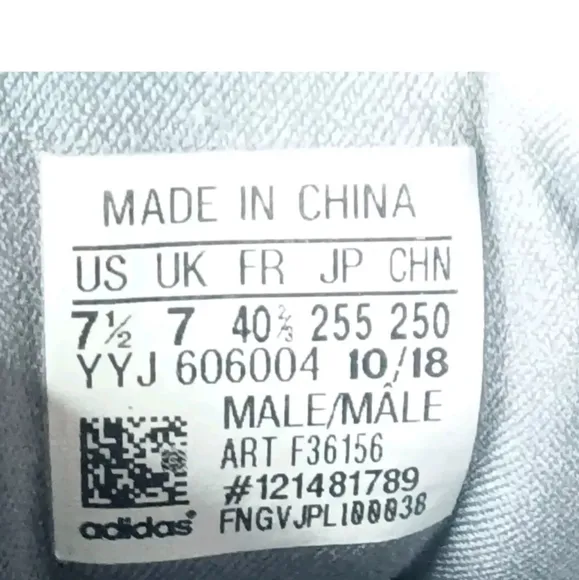 MADE IN CHINA
US UK FR JP CHN
7½ 7 40⅔ 255 250
YYJ 606004 10/18
MALE/MÂLE
ART F36156
#121481789
FNGVJPL100038
adidas